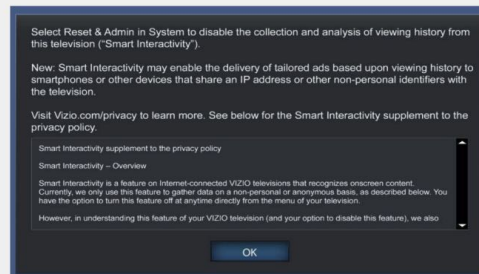 Select Reset & Admin in System to disable the collection and analysis of viewing history from
this television ("Smart Interactivity").
New: Smart Interactivity may enable the delivery of tailored ads based upon viewing history to
smartphones or other devices that share an IP address or other non-personal identifiers with
the television.
Visit Vizio.com/privacy to learn more. See below for the Smart Interactivity supplement to the
privacy policy.
Smart Interactivity supplement to the privacy policy
Smart Interactivity – Overview
Smart Interactivity is a feature on Internet-connected VIZIO televisions that recognizes onscreen content.
Currently, we only use this feature to gather data on a non-personal or anonymous basis, as described below. You
have the option to turn this feature off at anytime directly from the menu of your television.
However, in understanding this feature of your VIZIO television (and your option to disable this feature), we also
OK